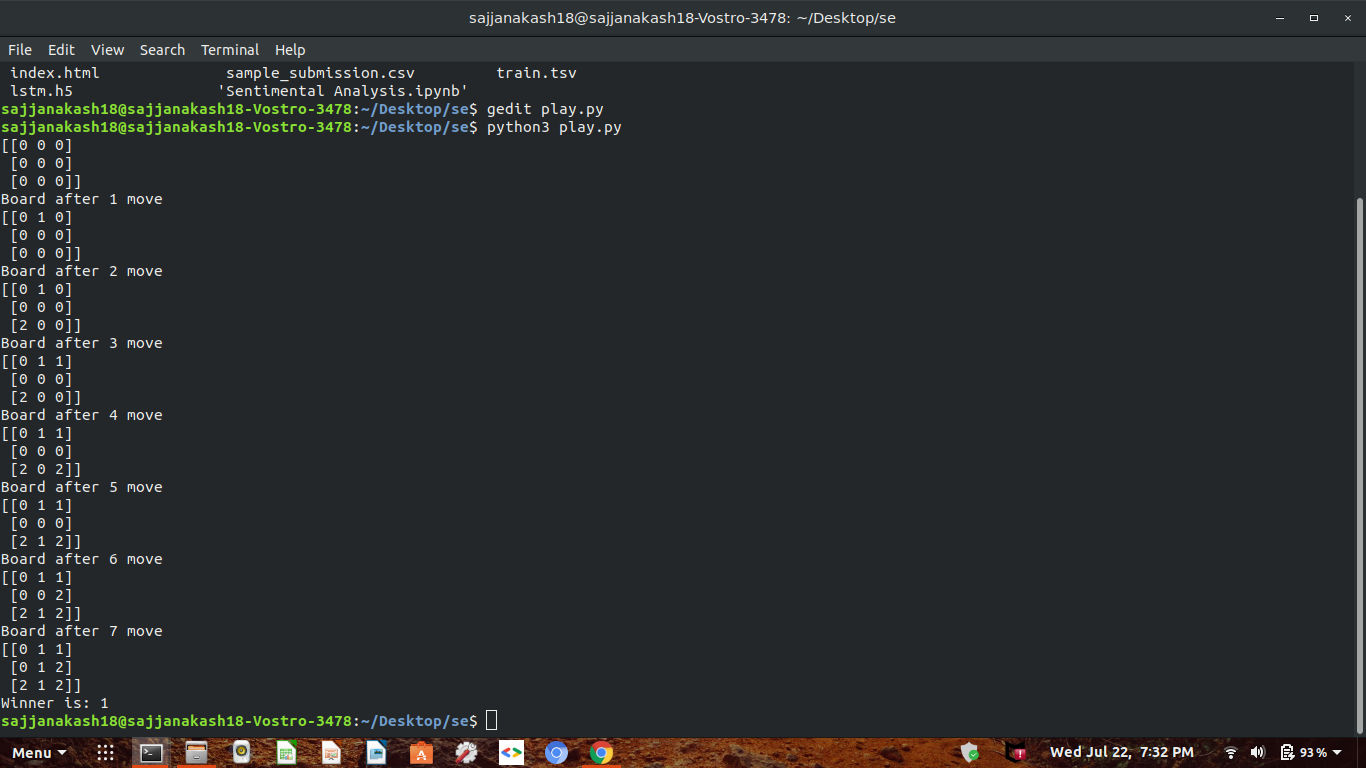 sajjanakash18@sajjanakash18-Vostro-3478: ~/Desktop/se
File Edit View Search Terminal Help
index.html sample_submission.csv train.tsv
lstm.h5 'Sentimental Analysis.ipynb'
sajjanakash18@sajjanakash18-Vostro-3478:~/Desktop/se$ gedit play.py
sajjanakash18@sajjanakash18-Vostro-3478:~/Desktop/se$ python3 play.py
[[0 0 0]
[0 0 0]
[0 0 0]]
Board after 1 move
[[0 1 0]
[0 0 0]
[0 0 0]]
Board after 2 move
[[0 1 0]
[0 0 0]
[2 0 0]]
Board after 3 move
[[0 1 1]
[0 0 0]
[2 0 0]]
Board after 4 move
[[0 1 1]
[0 0 0]
[2 0 2]]
Board after 5 move
[[0 1 1]
[0 0 0]
[2 1 2]]
Board after 6 move
[[0 1 1]
[0 0 2]
[2 1 2]]
Board after 7 move
[[0 1 1]
[0 1 2]
[2 1 2]]
Winner is: 1
sajjanakash18@sajjanakash18-Vostro-3478:~/Desktop/se$
Menu Wed Jul 22, 7:32 PM 93%